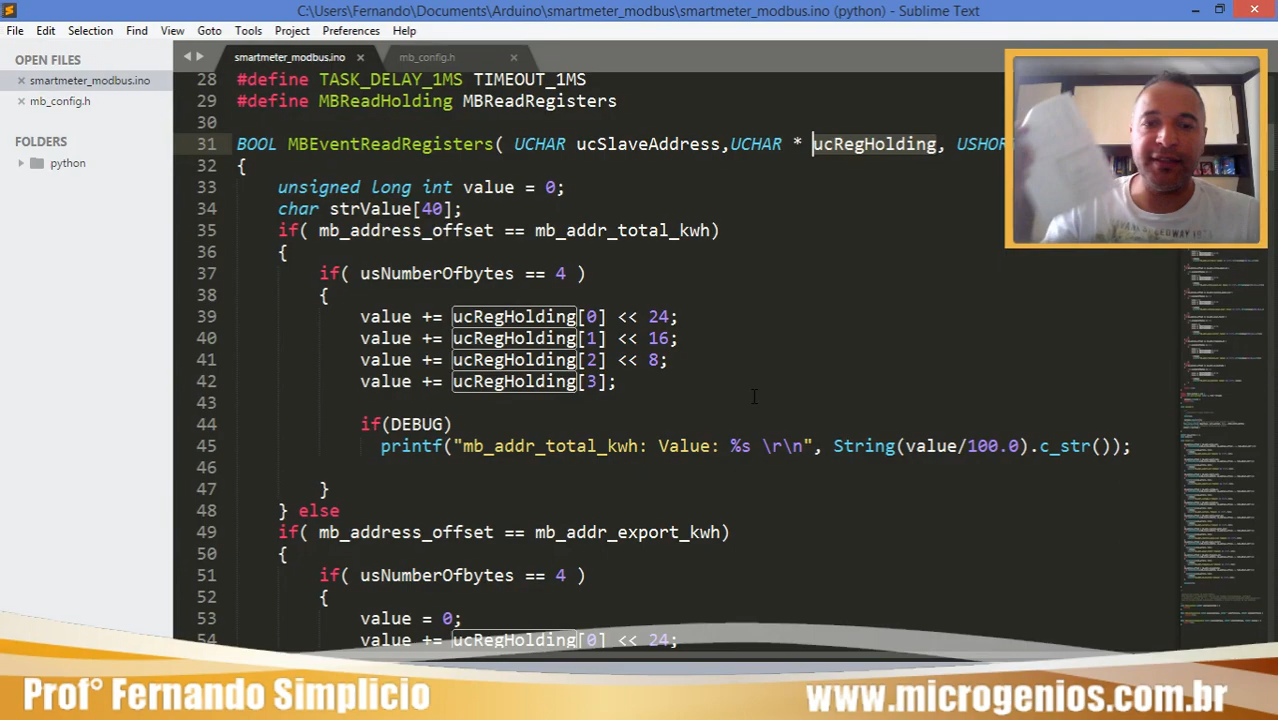 C:\Users\Fernando\Documents\Arduino\smartmeter_modbus\smartmeter_modbus.ino (python) - Sublime Text
File Edit Selection Find View Goto Tools Project Preferences Help
OPEN FILES
smartmeter_modbus.ino
mb_config.h
FOLDERS
python
smartmeter_modbus.ino mb_config.h
28 #define TASK_DELAY_1MS TIMEOUT_1MS
29 #define MBReadHolding MBReadRegisters
30
31 BOOL MBEventReadRegisters( UCHAR ucSlaveAddress,UCHAR * ucRegHolding, USHOR
32 {
33 unsigned long int value = 0;
34 char strValue[40];
35 if( mb_address_offset == mb_addr_total_kwh)
36 {
37 if( usNumberOfbytes == 4 )
38 {
39 value += ucRegHolding[0] << 24;
40 value += ucRegHolding[1] << 16;
41 value += ucRegHolding[2] << 8;
42 value += ucRegHolding[3];
43
44 if(DEBUG)
45 printf("mb_addr_total_kwh: Value: %s \r\n", String(value/100.0).c_str());
46
47 }
48 } else
49 if( mb_address_offset == mb_addr_export_kwh)
50 {
51 if( usNumberOfbytes == 4 )
52 {
53 value = 0;
54 value += ucRegHolding[0] << 24;
Prof° Fernando Simplicio
www.microgenios.com.br